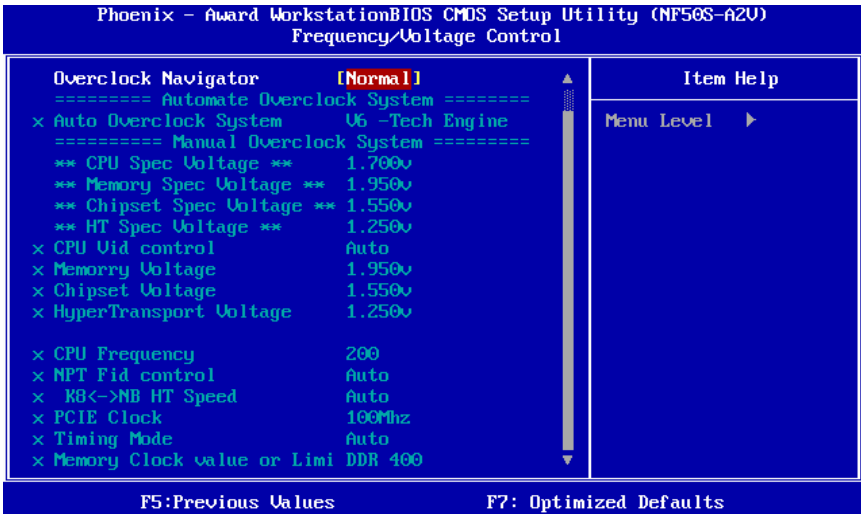 Phoenix - Award WorkstationBIOS CMOS Setup Utility (NF50S-A2V)
Frequency/Voltage Control
Overclock Navigator [Normal]
========= Automate Overclock System ========
x Auto Overclock System V6 -Tech Engine
========== Manual Overclock System =========
** CPU Spec Voltage ** 1.700v
** Memory Spec Voltage ** 1.950v
** Chipset Spec Voltage ** 1.550v
** HT Spec Voltage ** 1.250v
x CPU Vid control Auto
x Memorry Voltage 1.950v
x Chipset Voltage 1.550v
x HyperTransport Voltage 1.250v
x CPU Frequency 200
x NPT Fid control Auto
x K8<->NB HT Speed Auto
x PCIE Clock 100Mhz
x Timing Mode Auto
x Memory Clock value or Limi DDR 400
Item Help
Menu Level
F5:Previous Values F7: Optimized Defaults